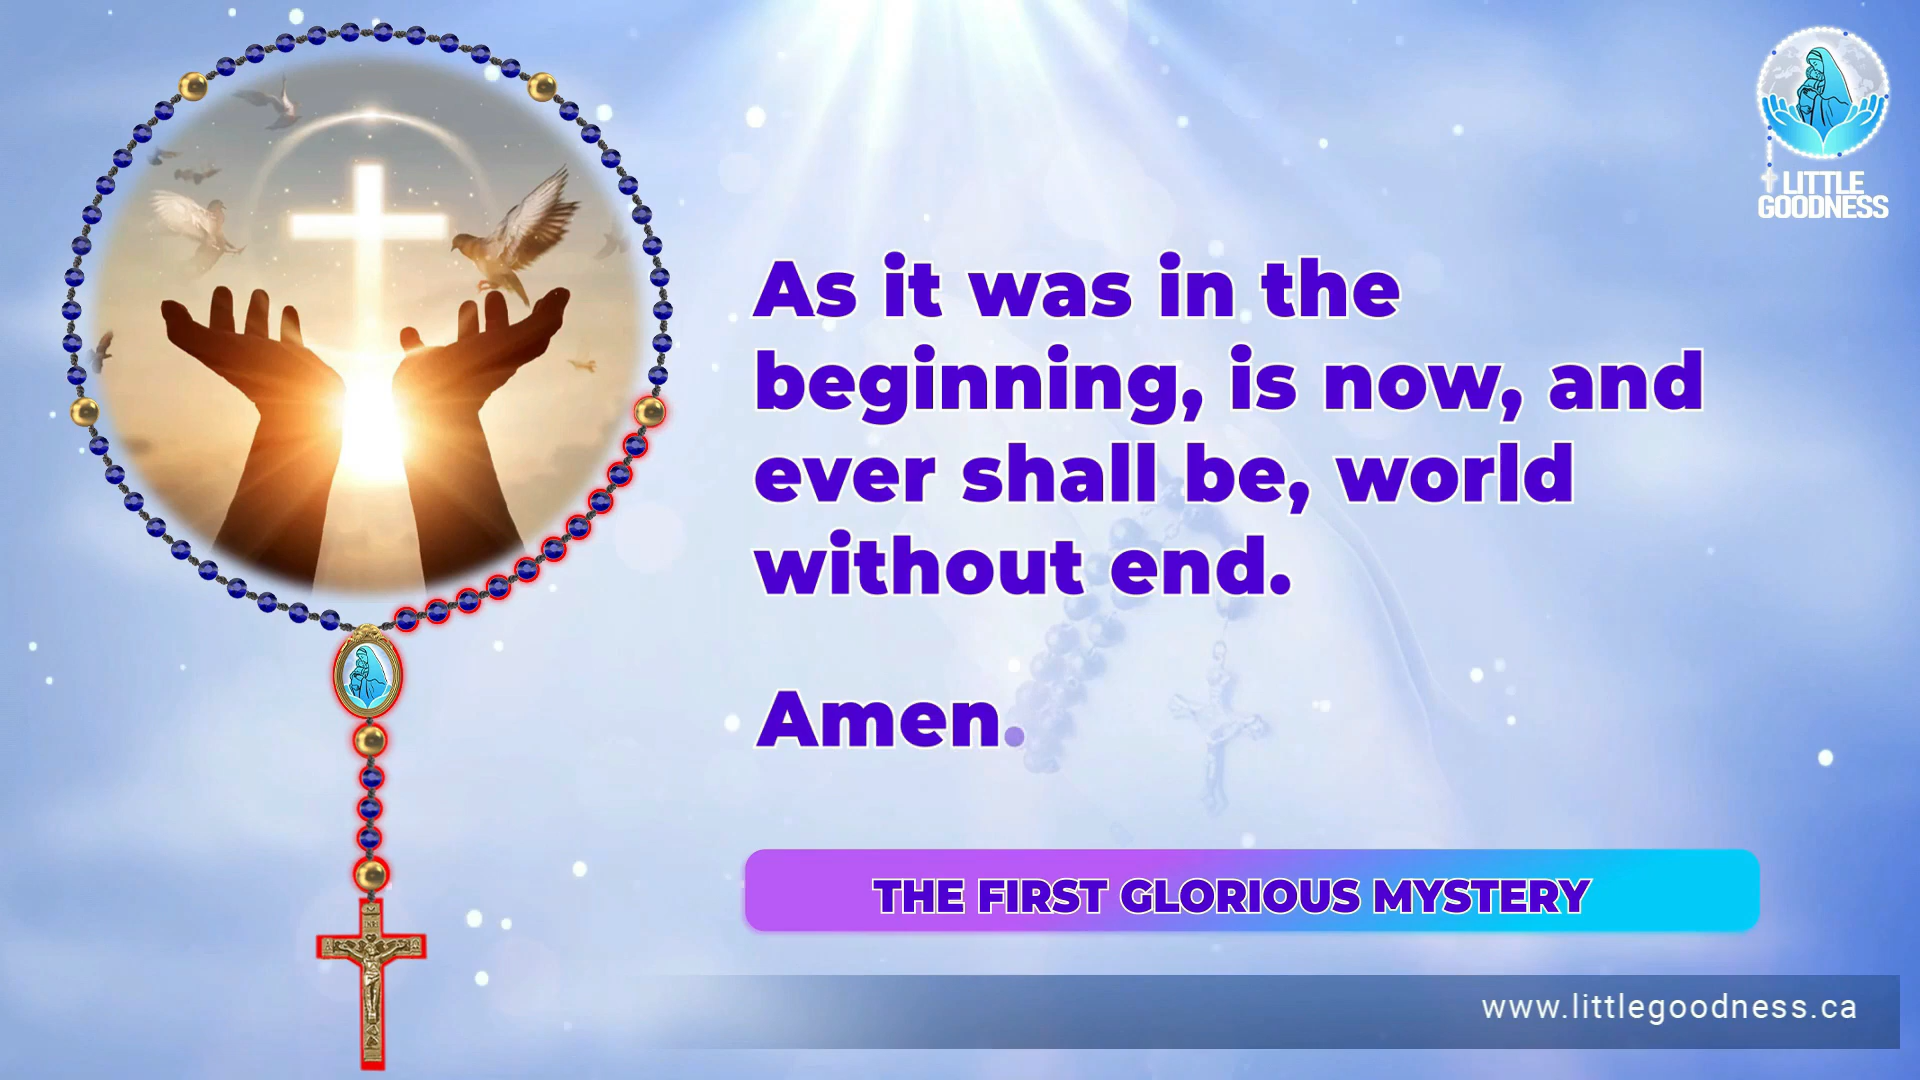 LITTLE
GOODNESS
As it was in the
beginning, is now, and
ever shall be, world
without end.
Amen.
THE FIRST GLORIOUS MYSTERY
www.littlegoodness.ca